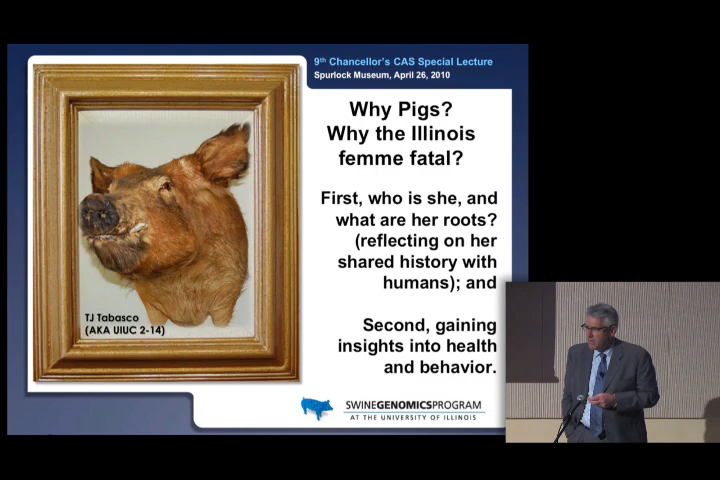 9th Chancellor's CAS Special Lecture
Spurlock Museum, April 26, 2010
Why Pigs?
Why the Illinois
femme fatal?
First, who is she, and
what are her roots?
(reflecting on her
shared history with
humans); and
Second, gaining
insights into health
and behavior.
TJ Tabasco
(AKA UIUC 2-14)
SWINEGENOMICSPROGRAM
AT THE UNIVERSITY OF ILLINOIS